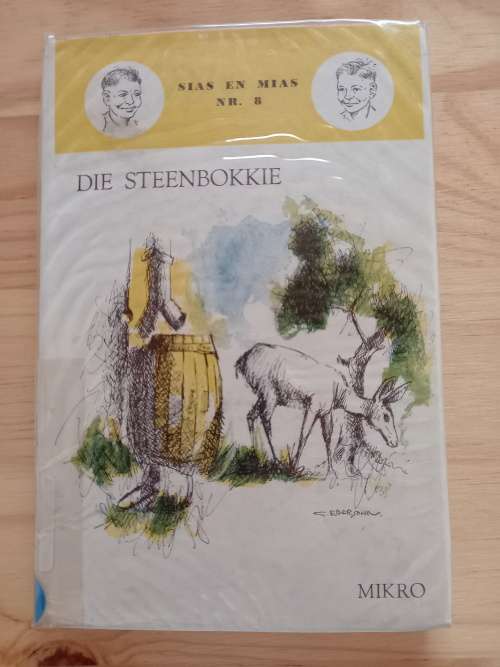 SIAS EN MIAS
NR. 8
DIE STEENBOKKIE
MIKRO